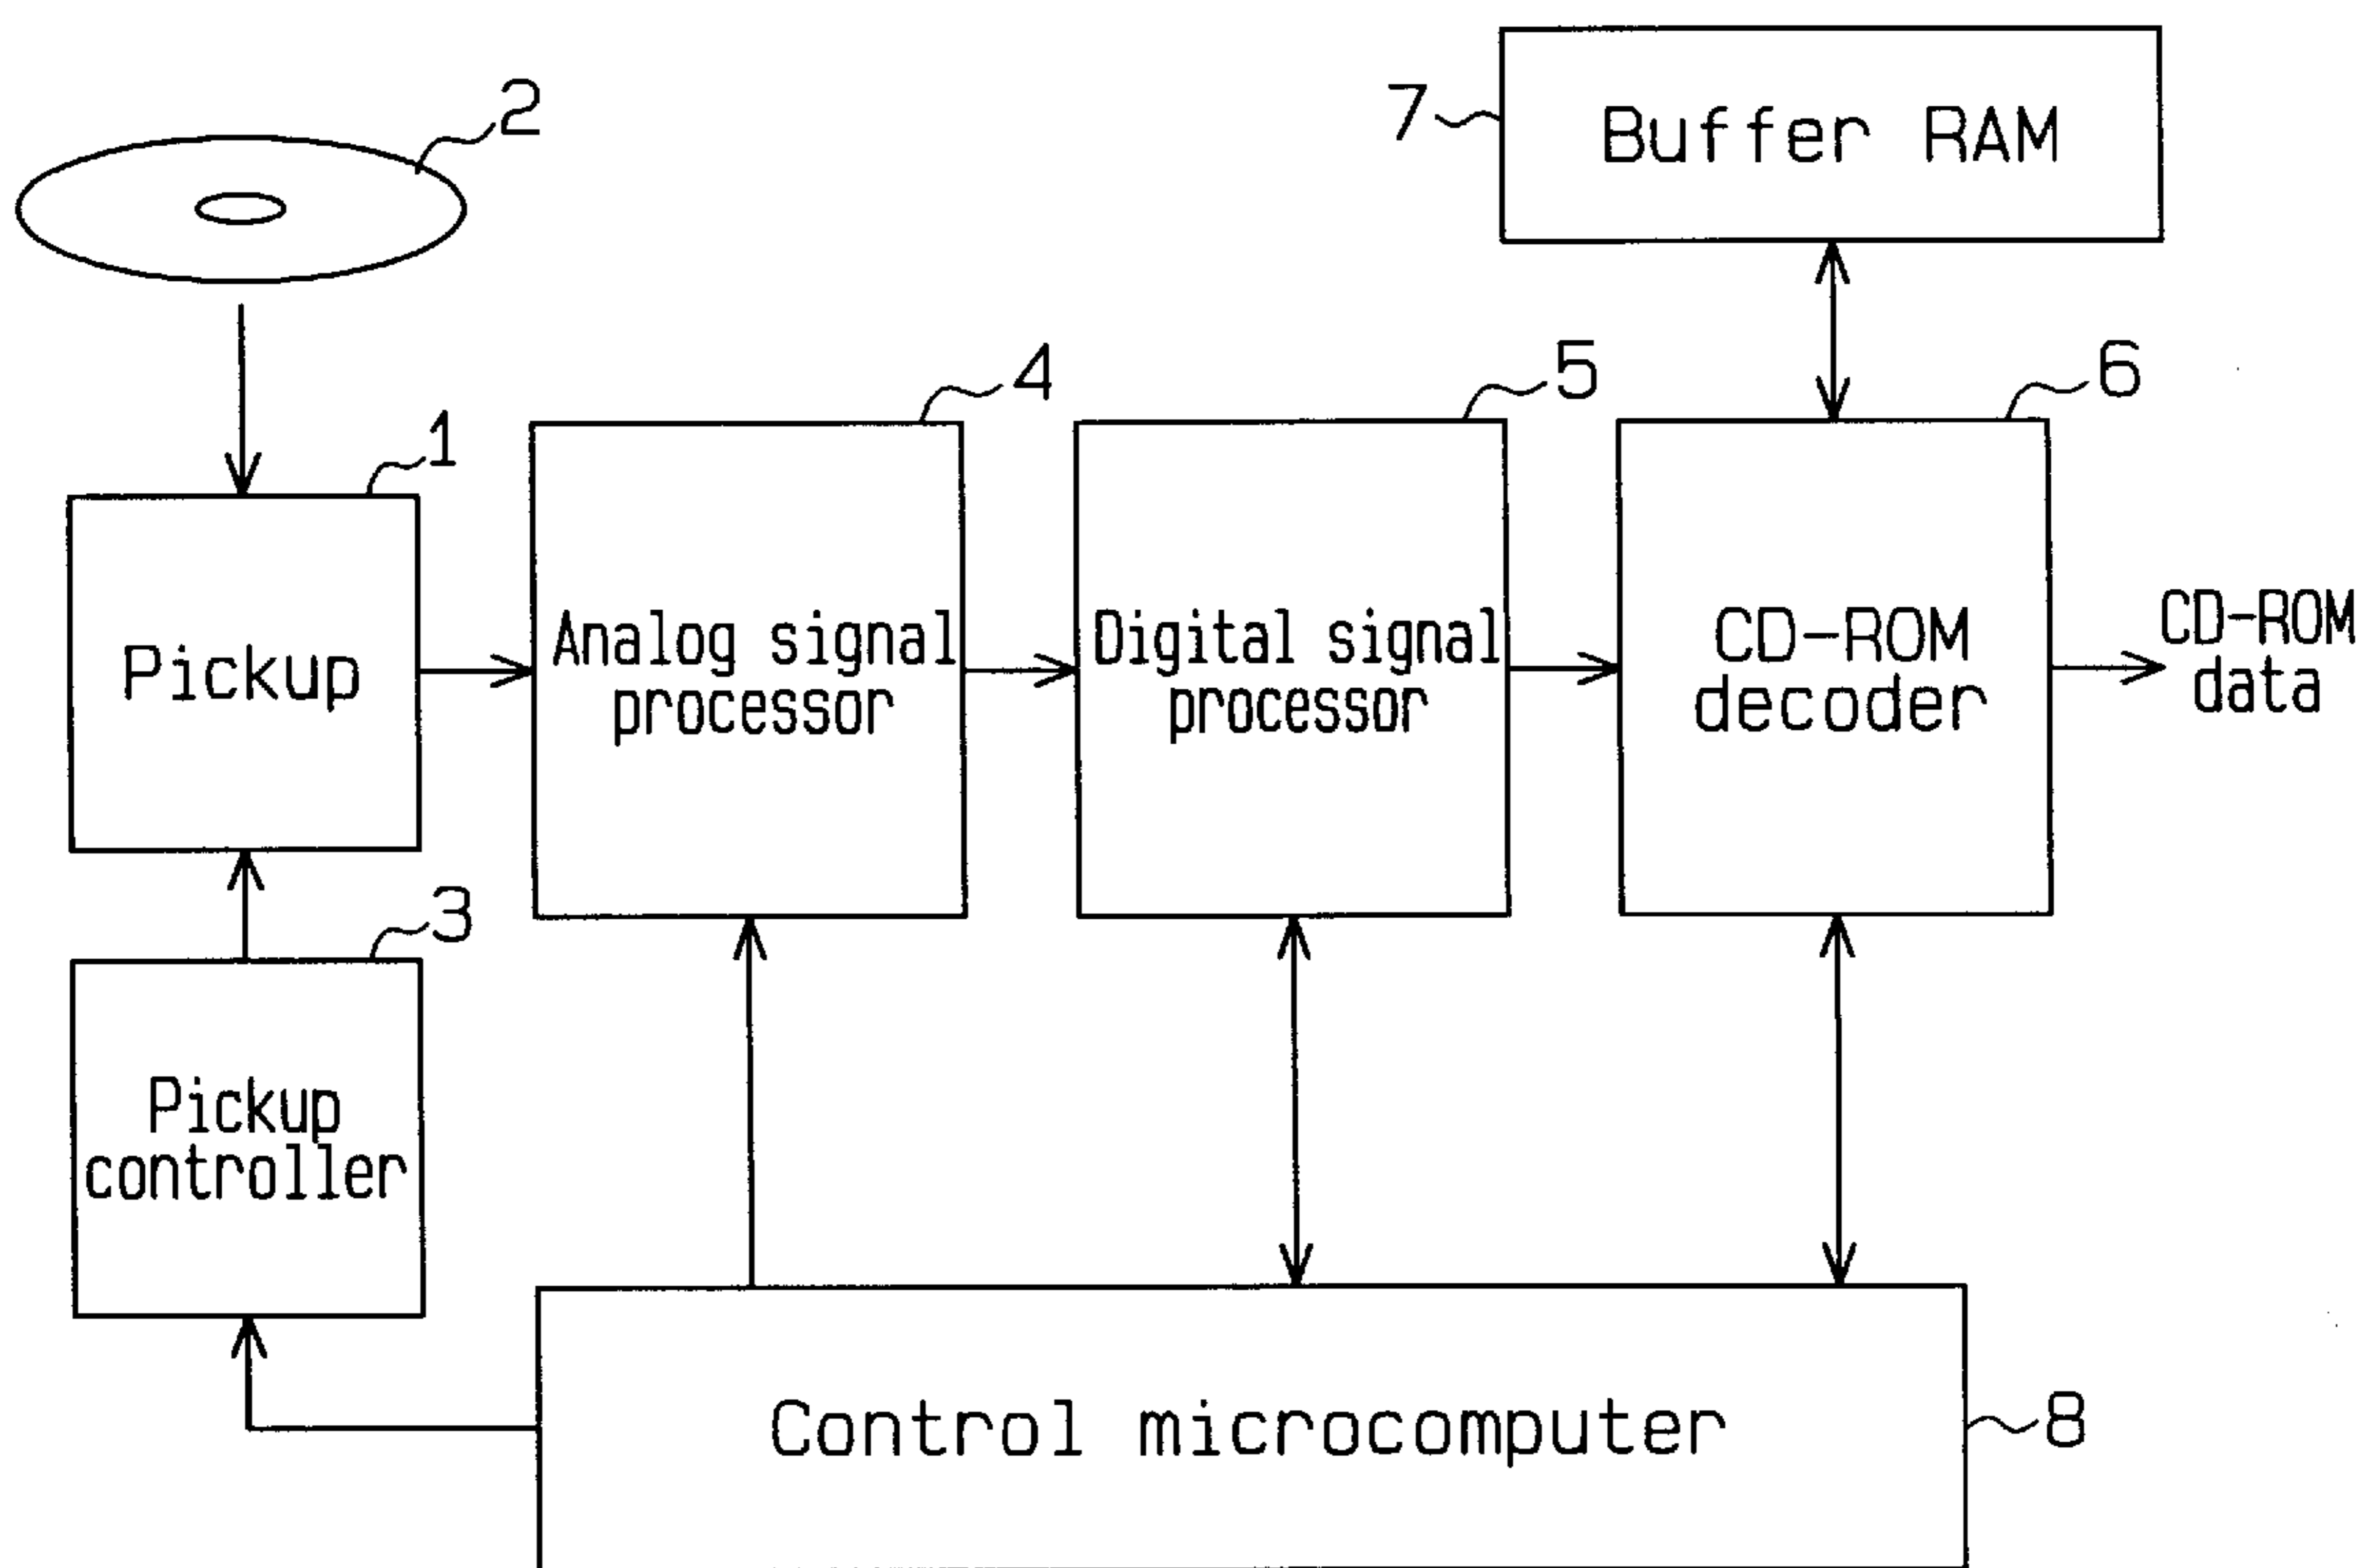 2
7
Buffer RAM
1
4
5
6
Pickup
Analog signal
processor
Digital signal
processor
CD-ROM
decoder
CD-ROM
data
3
Pickup
controller
Control microcomputer
8